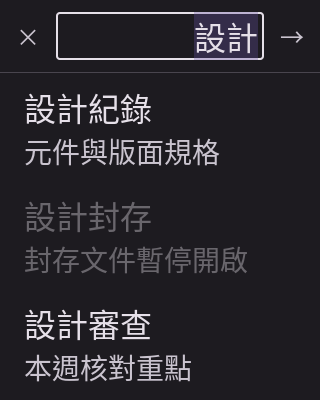 設計
設計紀錄
元件與版面規格
設計封存
封存文件暫停開啟
設計審查
本週核對重點